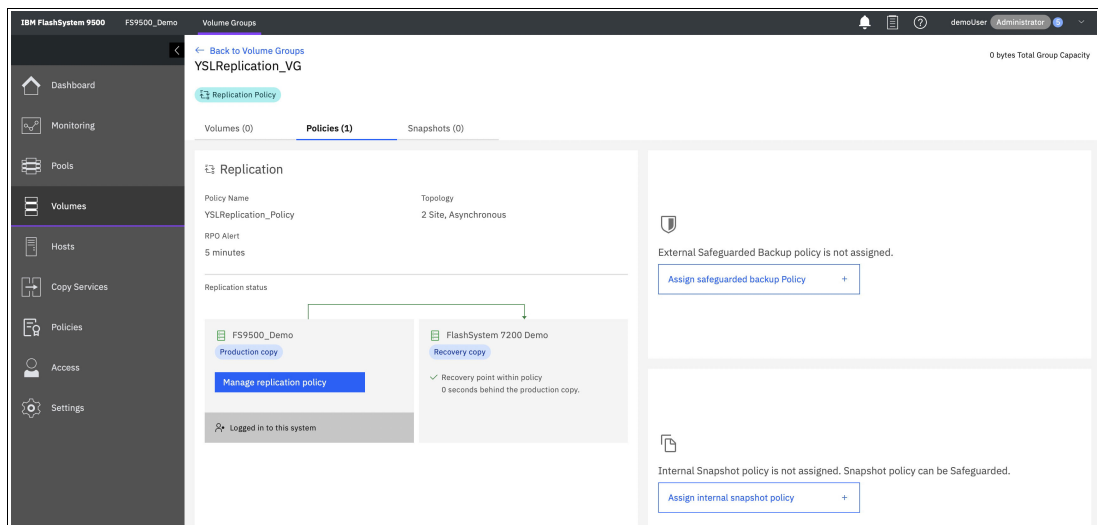 IBM FlashSystem 9500 FS9500_Demo Volume Groups demoUser Administrator S
Back to Volume Groups
YSLReplication_VG
0 bytes Total Group Capacity
Replication Policy
Dashboard
Monitoring
Pools
Volumes
Hosts
Copy Services
Policies
Access
Settings
Volumes (0) Policies (1) Snapshots (0)
Replication
Policy Name
YSLReplication_Policy
Topology
2 Site, Asynchronous
RPO Alert
5 minutes
Replication status
FS9500_Demo
Production copy
Manage replication policy
Logged in to this system
FlashSystem 7200 Demo
Recovery copy
Recovery point within policy
0 seconds behind the production copy.
External Safeguarded Backup policy is not assigned.
Assign safeguarded backup Policy +
Internal Snapshot policy is not assigned. Snapshot policy can be Safeguarded.
Assign internal snapshot policy +